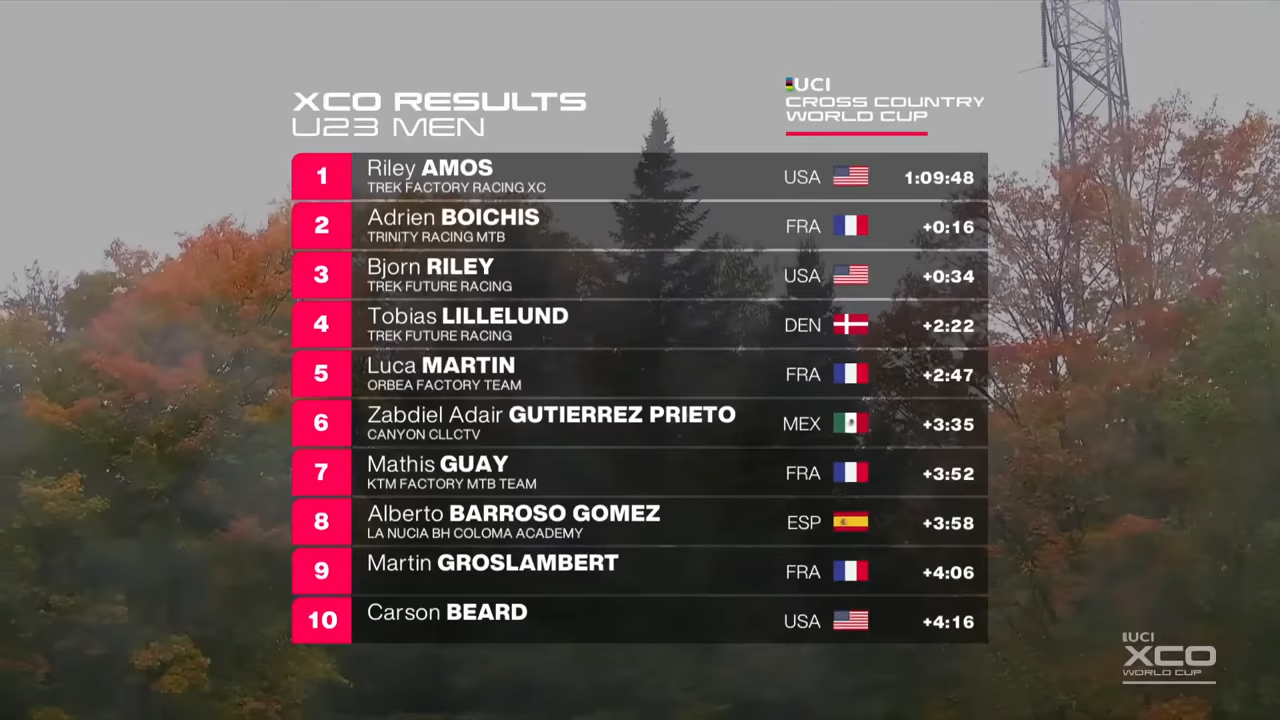 XCO RESULTS
U23 MEN
UCI
CROSS COUNTRY
WORLD CUP
1 Riley AMOS USA 1:09:48
TREK FACTORY RACING XC
2 Adrien BOICHIS FRA +0:16
TRINITY RACING MTB
3 Bjorn RILEY USA +0:34
TREK FUTURE RACING
4 Tobias LILLELUND DEN +2:22
TREK FUTURE RACING
5 Luca MARTIN FRA +2:47
ORBEA FACTORY TEAM
6 Zabdiel Adair GUTIERREZ PRIETO MEX +3:35
CANYON CLLCTV
7 Mathis GUAY FRA +3:52
KTM FACTORY MTB TEAM
8 Alberto BARROSO GOMEZ ESP +3:58
LA NUCIA BH COLOMA ACADEMY
9 Martin GROSLAMBERT FRA +4:06
10 Carson BEARD USA +4:16
UCI
XCO
WORLD CUP